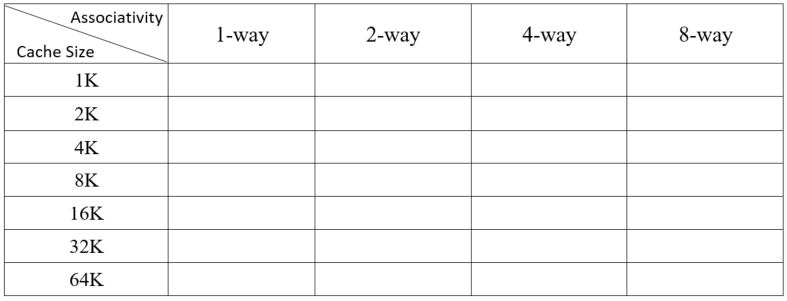 Associativity
Cache Size
1-way 2-way 4-way 8-way
1K
2K
4K
8K
16K
32K
64K